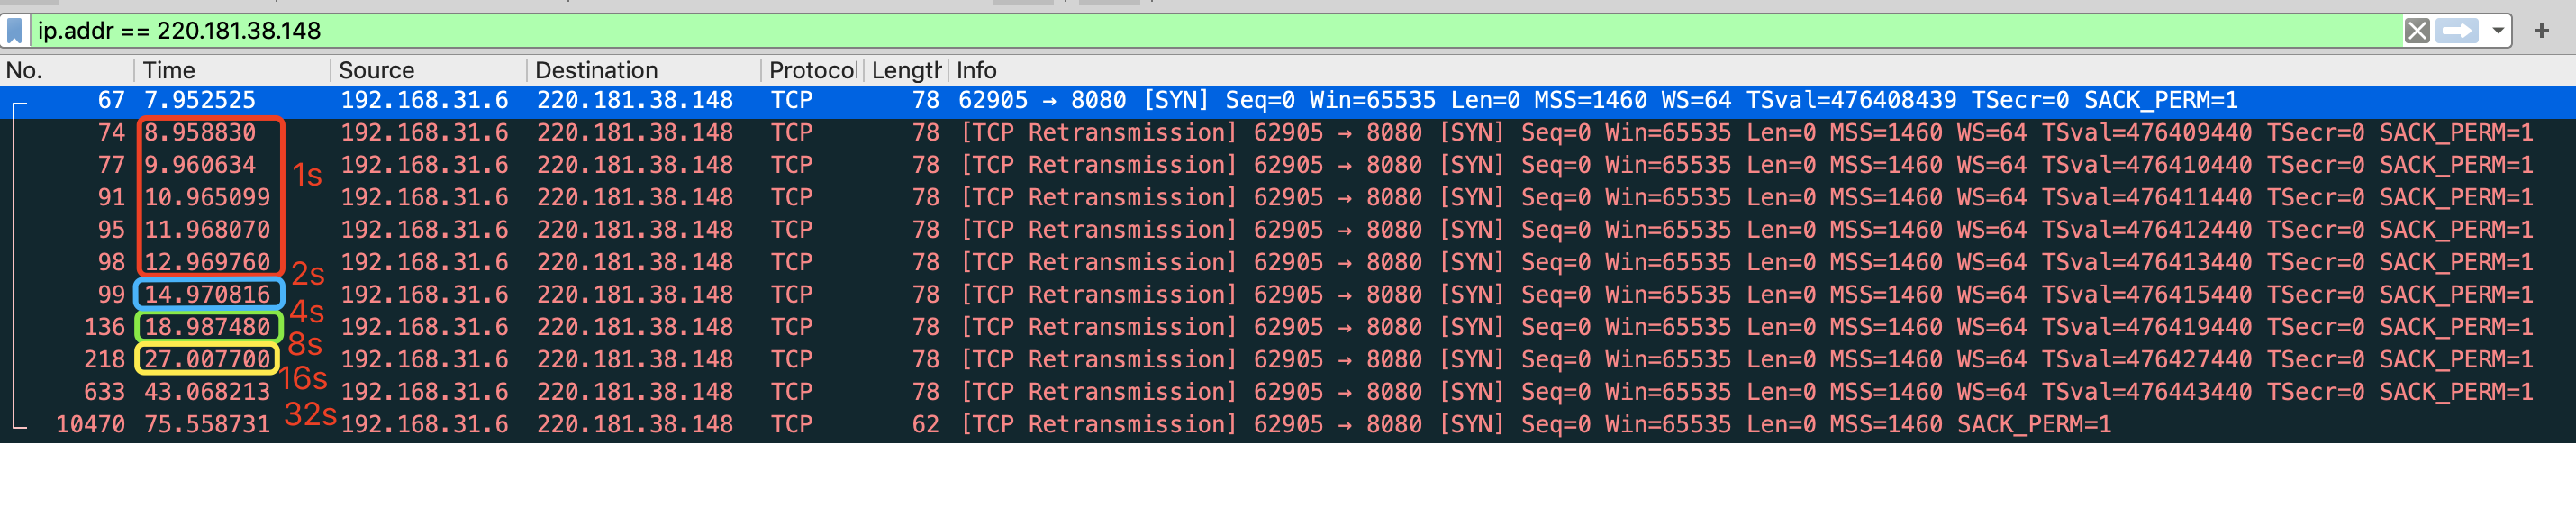 ip.addr == 220.181.38.148
No. Time Source Destination Protocol Length Info
67 7.952525 192.168.31.6 220.181.38.148 TCP 78 62905 → 8080 [SYN] Seq=0 Win=65535 Len=0 MSS=1460 WS=64 TSval=476408439 TSecr=0 SACK_PERM=1
74 8.958830 192.168.31.6 220.181.38.148 TCP 78 [TCP Retransmission] 62905 → 8080 [SYN] Seq=0 Win=65535 Len=0 MSS=1460 WS=64 TSval=476409440 TSecr=0 SACK_PERM=1
77 9.960634 1s 192.168.31.6 220.181.38.148 TCP 78 [TCP Retransmission] 62905 → 8080 [SYN] Seq=0 Win=65535 Len=0 MSS=1460 WS=64 TSval=476410440 TSecr=0 SACK_PERM=1
91 10.965099 192.168.31.6 220.181.38.148 TCP 78 [TCP Retransmission] 62905 → 8080 [SYN] Seq=0 Win=65535 Len=0 MSS=1460 WS=64 TSval=476411440 TSecr=0 SACK_PERM=1
95 11.968070 192.168.31.6 220.181.38.148 TCP 78 [TCP Retransmission] 62905 → 8080 [SYN] Seq=0 Win=65535 Len=0 MSS=1460 WS=64 TSval=476412440 TSecr=0 SACK_PERM=1
98 12.969760 2s 192.168.31.6 220.181.38.148 TCP 78 [TCP Retransmission] 62905 → 8080 [SYN] Seq=0 Win=65535 Len=0 MSS=1460 WS=64 TSval=476413440 TSecr=0 SACK_PERM=1
99 14.970816 4s 192.168.31.6 220.181.38.148 TCP 78 [TCP Retransmission] 62905 → 8080 [SYN] Seq=0 Win=65535 Len=0 MSS=1460 WS=64 TSval=476415440 TSecr=0 SACK_PERM=1
136 18.987480 8s 192.168.31.6 220.181.38.148 TCP 78 [TCP Retransmission] 62905 → 8080 [SYN] Seq=0 Win=65535 Len=0 MSS=1460 WS=64 TSval=476419440 TSecr=0 SACK_PERM=1
218 27.007700 16s 192.168.31.6 220.181.38.148 TCP 78 [TCP Retransmission] 62905 → 8080 [SYN] Seq=0 Win=65535 Len=0 MSS=1460 WS=64 TSval=476427440 TSecr=0 SACK_PERM=1
633 43.068213 32s 192.168.31.6 220.181.38.148 TCP 78 [TCP Retransmission] 62905 → 8080 [SYN] Seq=0 Win=65535 Len=0 MSS=1460 WS=64 TSval=476443440 TSecr=0 SACK_PERM=1
10470 75.558731 192.168.31.6 220.181.38.148 TCP 62 [TCP Retransmission] 62905 → 8080 [SYN] Seq=0 Win=65535 Len=0 MSS=1460 SACK_PERM=1